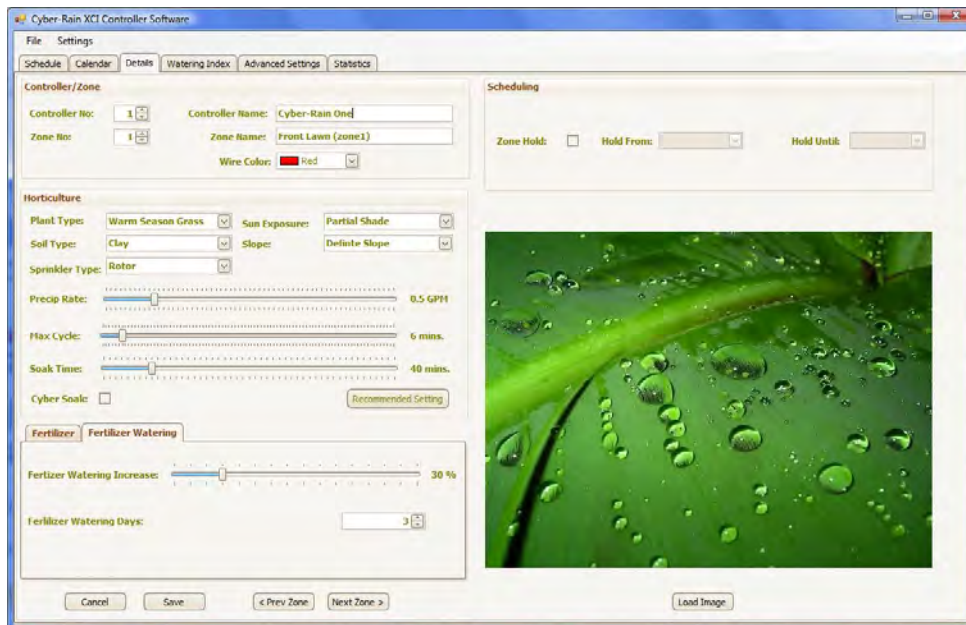 Cyber-Rain XCI Controller Software
File Settings
Schedule Calendar Details Watering Index Advanced Settings Statistics
Controller/Zone
Controller No: 1 Controller Name: Cyber-Rain One
Zone No: 1 Zone Name: Front Lawn (zone1)
Wire Color: Red
Scheduling
Zone Hold: Hold From: Hold Until:
Horticulture
Plant Type: Warm Season Grass Sun Exposure: Partial Shade
Soil Type: Clay Slope: Definte Slope
Sprinkler Type: Rotor
Precip Rate: 0.5 GPM
Max Cycle: 6 mins.
Soak Time: 40 mins.
Cyber Soak:
Recommended Setting
Fertilizer Fertilizer Watering
Fertizer Watering Increase: 30 %
Ferlilizer Watering Days: 3
Cancel Save < Prev Zone Next Zone > Load Image